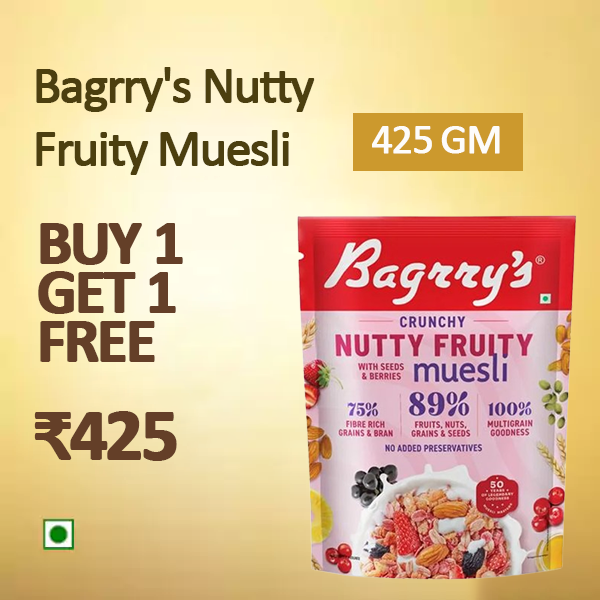 Bagrry's Nutty
Fruity Muesli
425 GM
BUY 1
GET 1
FREE
₹425
Bagrry's®
CRUNCHY
NUTTY FRUITY
WITH SEEDS
& BERRIES
muesli
75%
FIBRE RICH
GRAINS & BRAN
89%
FRUITS, NUTS,
GRAINS & SEEDS
100%
MULTIGRAIN
GOODNESS
NO ADDED PRESERVATIVES
50
YEARS
OF LEGENDARY
GOODNESS